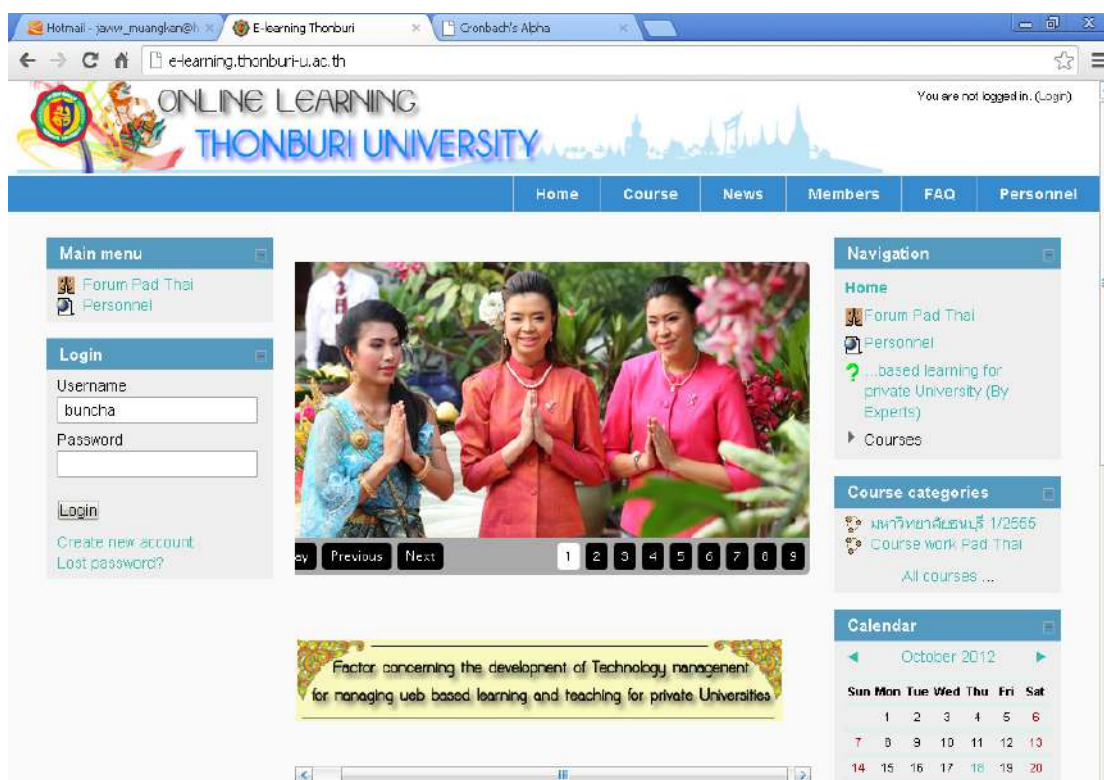 Hotmail - jaww_muangkan@h
E-learning Thonburi
Cronbach's Alpha
e-learning.thonburi-u.ac.th
ONLINE LEARNING
THONBURI UNIVERSITY
You are not logged in. (Login)
Home Course News Members FAQ Personnel
Main menu
Forum Pad Thai
Personnel
Login
Username
buncha
Password
Login
Create new account
Lost password?
ay Previous Next 1 2 3 4 5 6 7 8 9
Factor concerning the development of Technology management
for managing web based learning and teaching for private Universities
Navigation
Home
Forum Pad Thai
Personnel
...based learning for
private University (By
Experts)
Courses
Course categories
มหาวิทยาลัยธนบุรี 1/2555
Course work Pad Thai
All courses ...
Calendar
October 2012
Sun Mon Tue Wed Thu Fri Sat
1 2 3 4 5 6
7 8 9 10 11 12 13
14 15 16 17 18 19 20